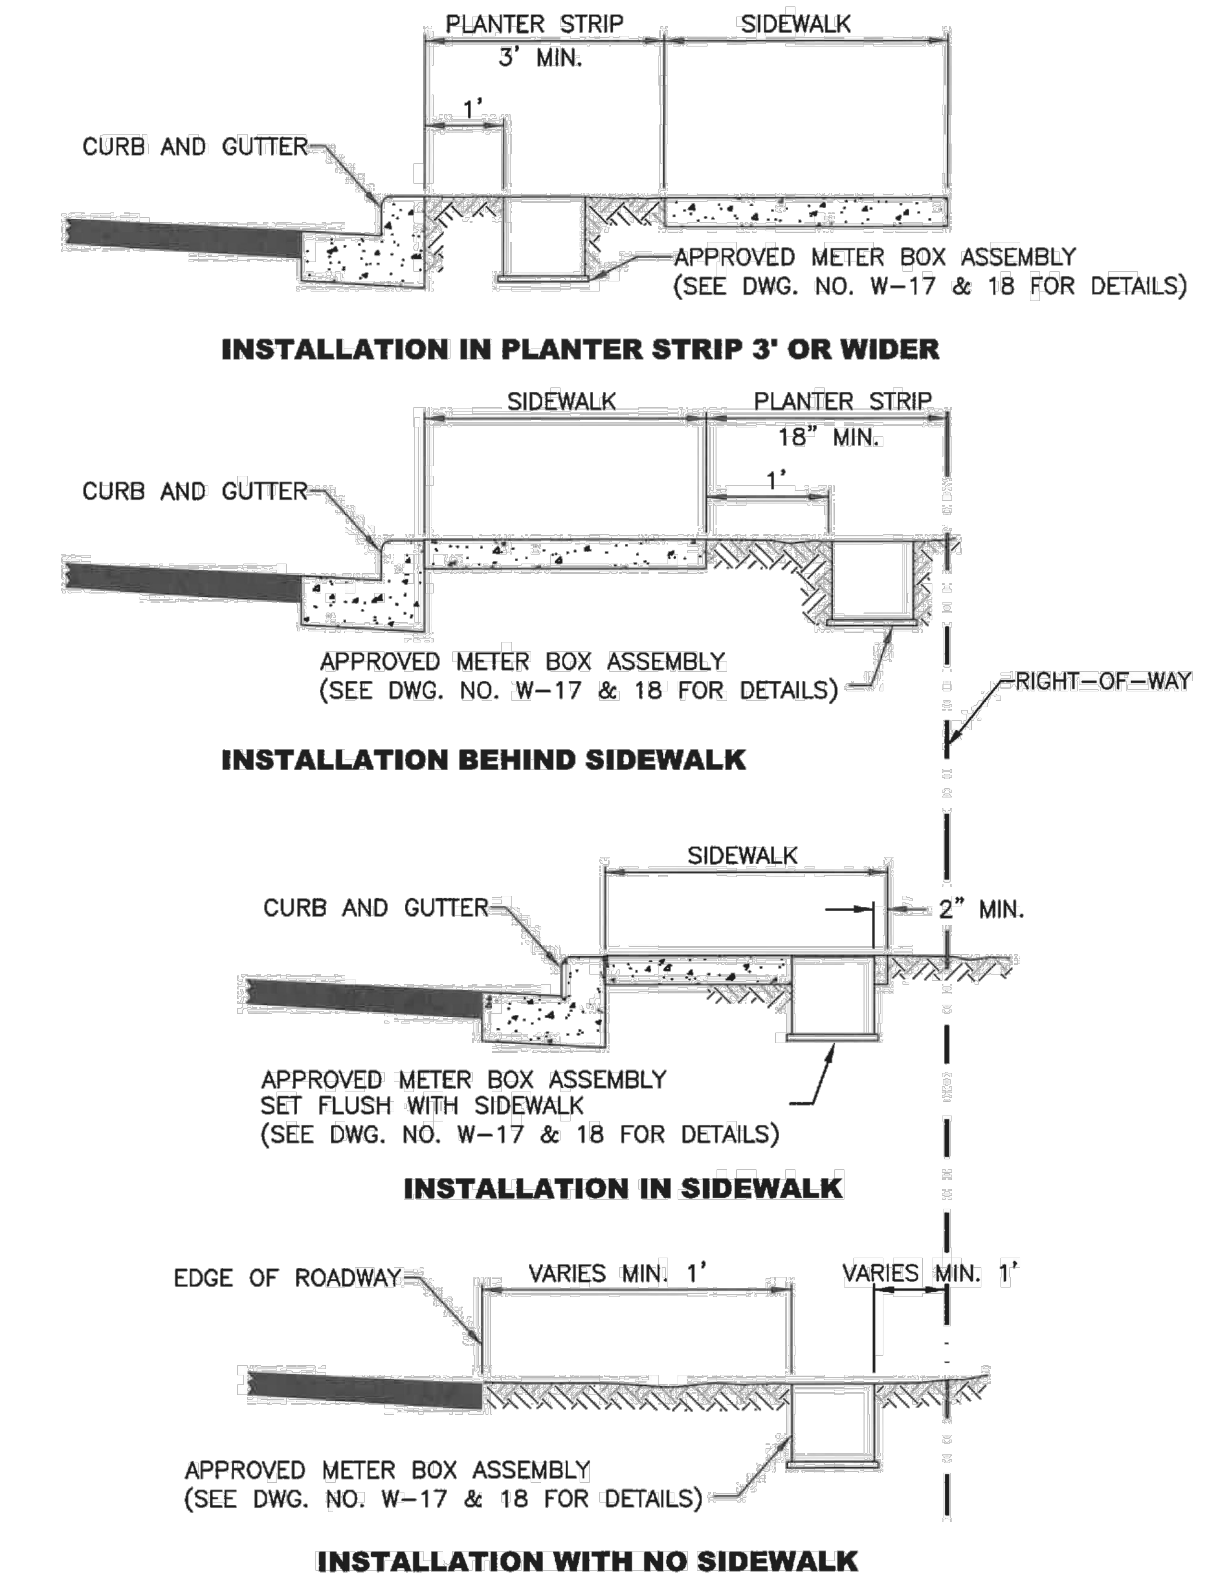 PLANTER STRIP
SIDEWALK
3' MIN.
1'
CURB AND GUTTER
APPROVED METER BOX ASSEMBLY
(SEE DWG. NO. W-17 & 18 FOR DETAILS)
INSTALLATION IN PLANTER STRIP 3' OR WIDER
SIDEWALK
PLANTER STRIP
18" MIN.
1'
CURB AND GUTTER
APPROVED METER BOX ASSEMBLY
(SEE DWG. NO. W-17 & 18 FOR DETAILS)
RIGHT-OF-WAY
INSTALLATION BEHIND SIDEWALK
SIDEWALK
CURB AND GUTTER
2" MIN.
APPROVED METER BOX ASSEMBLY
SET FLUSH WITH SIDEWALK
(SEE DWG. NO. W-17 & 18 FOR DETAILS)
INSTALLATION IN SIDEWALK
EDGE OF ROADWAY
VARIES MIN. 1'
VARIES MIN. 1'
APPROVED METER BOX ASSEMBLY
(SEE DWG. NO. W-17 & 18 FOR DETAILS)
INSTALLATION WITH NO SIDEWALK